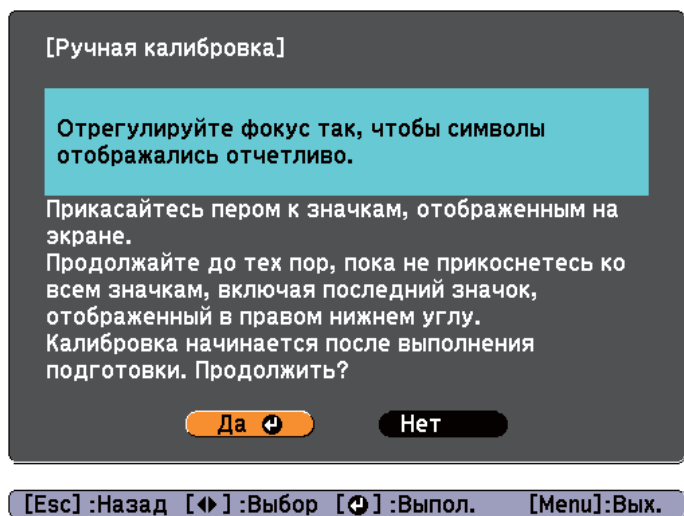 [Ручная калибровка]
Отрегулируйте фокус так, чтобы символы
отображались отчетливо.
Прикасайтесь пером к значкам, отображенным на
экране.
Продолжайте до тех пор, пока не прикоснетесь ко
всем значкам, включая последний значок,
отображенный в правом нижнем углу.
Калибровка начинается после выполнения
подготовки. Продолжить?
Да Нет
[Esc] :Назад [◆] :Выбор [↵] :Выпол. [Menu]:Вых.